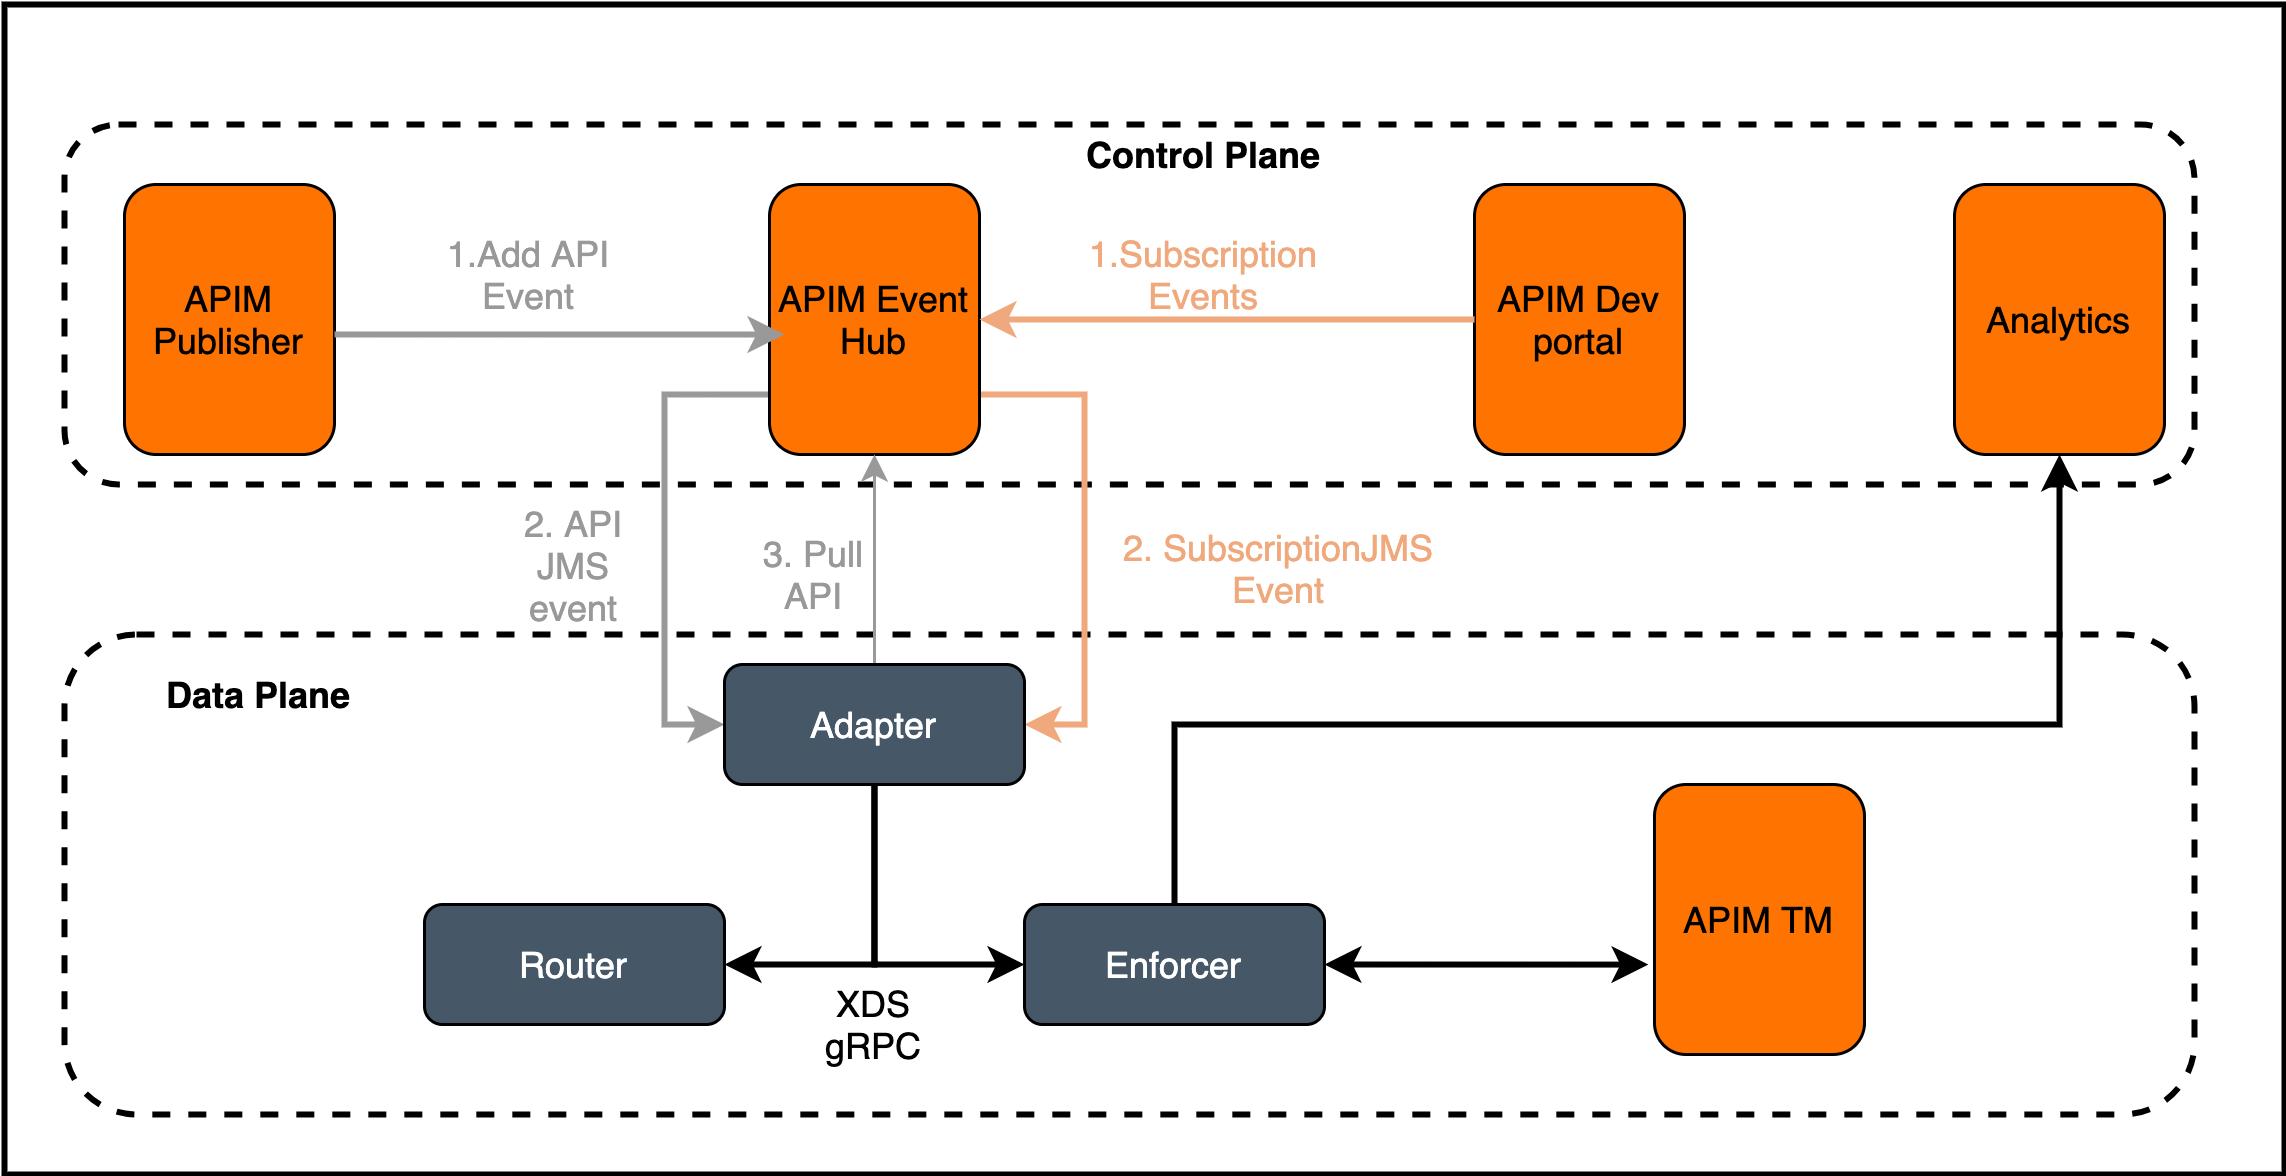 Control Plane
APIM
Publisher
1.Add API
Event
APIM Event
Hub
1.Subscription
Events
APIM Dev
portal
Analytics
2. API
JMS
event
3. Pull
API
2. SubscriptionJMS
Event
Data Plane
Adapter
Router
XDS
gRPC
Enforcer
APIM TM